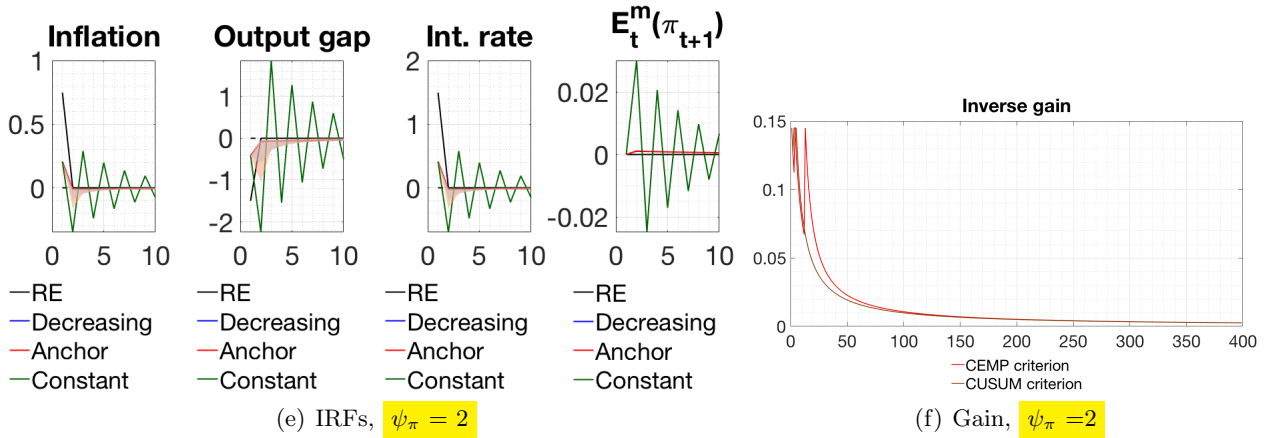 Inflation
1
0.5
0
0 5 10
RE
Decreasing
Anchor
Constant
Output gap
1
0
-1
-2
0 5 10
RE
Decreasing
Anchor
Constant
Int. rate
2
1
0
0 5 10
RE
Decreasing
Anchor
Constant
E_t^m(π_{t+1})
0.02
0
-0.02
0 5 10
RE
Decreasing
Anchor
Constant
(e) IRFs, ψ_π = 2
Inverse gain
0.15
0.1
0.05
0
0 50 100 150 200 250 300 350 400
CEMP criterion
CUSUM criterion
(f) Gain, ψ_π =2